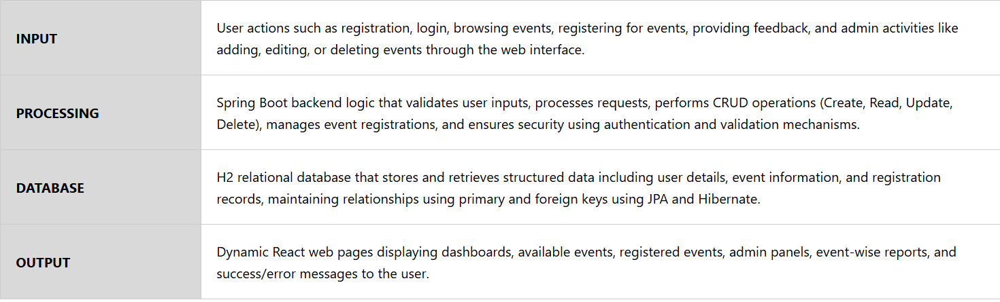 INPUT
User actions such as registration, login, browsing events, registering for events, providing feedback, and admin activities like
adding, editing, or deleting events through the web interface.
PROCESSING
Spring Boot backend logic that validates user inputs, processes requests, performs CRUD operations (Create, Read, Update,
Delete), manages event registrations, and ensures security using authentication and validation mechanisms.
DATABASE
H2 relational database that stores and retrieves structured data including user details, event information, and registration
records, maintaining relationships using primary and foreign keys using JPA and Hibernate.
OUTPUT
Dynamic React web pages displaying dashboards, available events, registered events, admin panels, event-wise reports, and
success/error messages to the user.